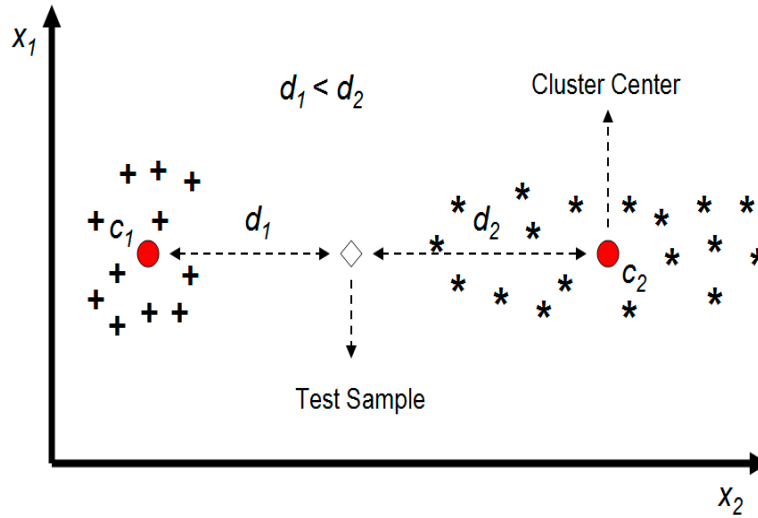 x1
d1 < d2
Cluster Center
c1
d1
d2
c2
Test Sample
x2